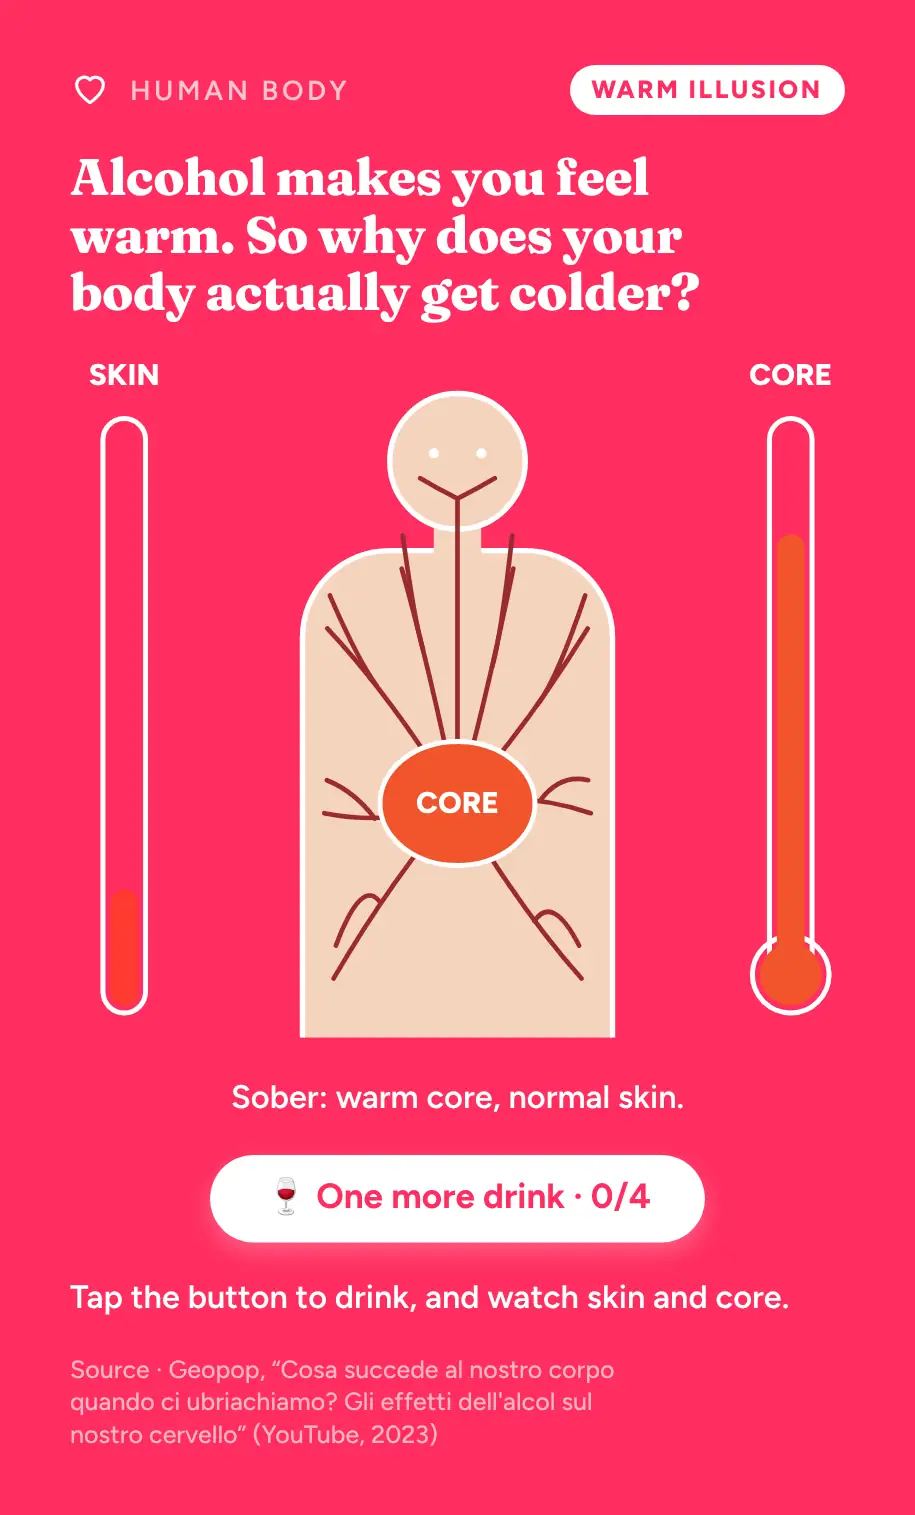 HUMAN BODY
WARM ILLUSION
Alcohol makes you feel
warm. So why does your
body actually get colder?
SKIN
CORE
CORE
Sober: warm core, normal skin.
🍷 One more drink · 0/4
Tap the button to drink, and watch skin and core.
Source · Geopop, “Cosa succede al nostro corpo
quando ci ubriachiamo? Gli effetti dell'alcol sul
nostro cervello” (YouTube, 2023)